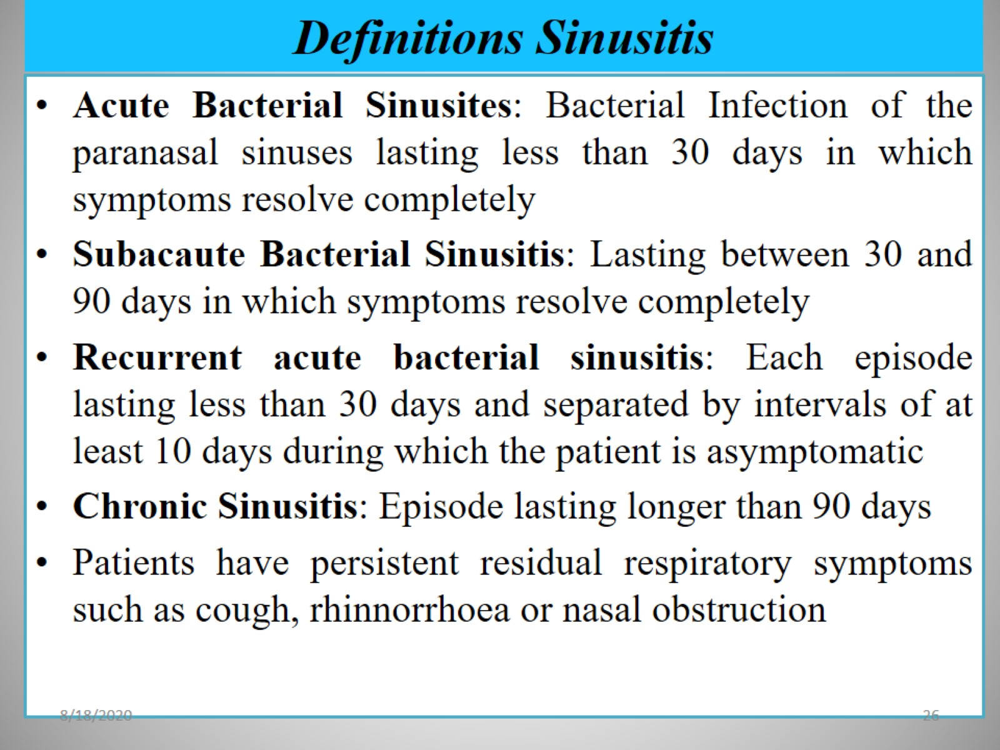 Definitions Sinusitis
• Acute Bacterial Sinusites: Bacterial Infection of the
paranasal sinuses lasting less than 30 days in which
symptoms resolve completely
• Subacaute Bacterial Sinusitis: Lasting between 30 and
90 days in which symptoms resolve completely
• Recurrent acute bacterial sinusitis: Each episode
lasting less than 30 days and separated by intervals of at
least 10 days during which the patient is asymptomatic
• Chronic Sinusitis: Episode lasting longer than 90 days
• Patients have persistent residual respiratory symptoms
such as cough, rhinnorrhoea or nasal obstruction
8/18/2020
26